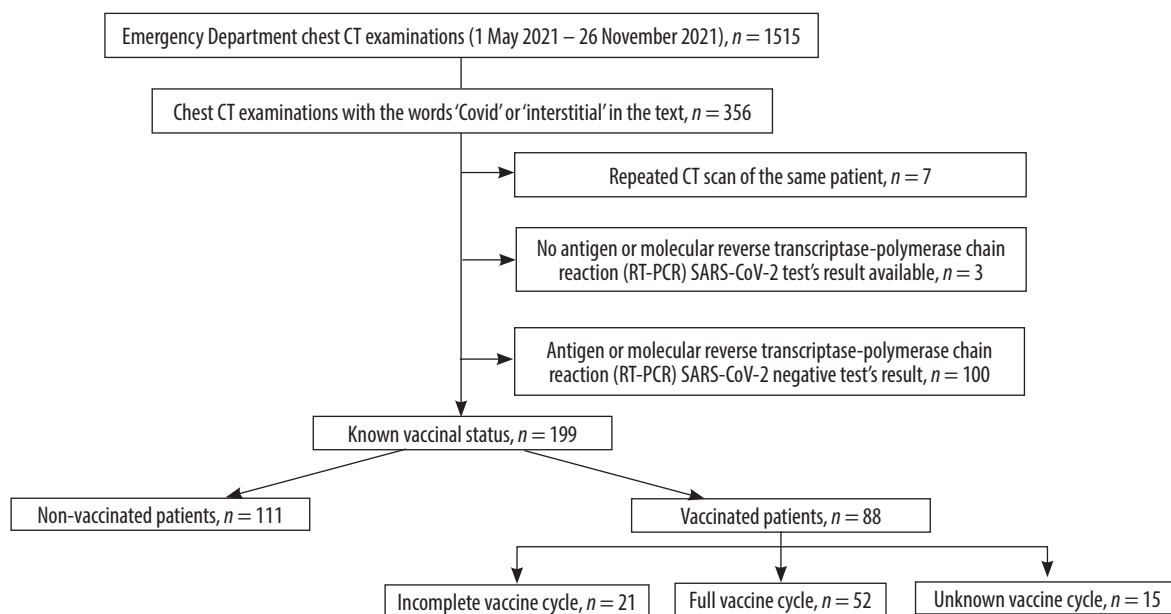 Emergency Department chest CT examinations (1 May 2021 – 26 November 2021), n = 1515
Chest CT examinations with the words ‘Covid’ or ‘interstitial’ in the text, n = 356
Repeated CT scan of the same patient, n = 7
No antigen or molecular reverse transcriptase-polymerase chain
reaction (RT-PCR) SARS-CoV-2 test’s result available, n = 3
Antigen or molecular reverse transcriptase-polymerase chain
reaction (RT-PCR) SARS-CoV-2 negative test’s result, n = 100
Known vaccinal status, n = 199
Non-vaccinated patients, n = 111
Vaccinated patients, n = 88
Incomplete vaccine cycle, n = 21
Full vaccine cycle, n = 52
Unknown vaccine cycle, n = 15